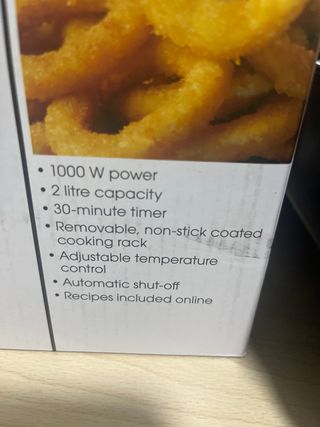 • 1000 W power
• 2 litre capacity
• 30-minute timer
• Removable, non-stick coated
cooking rack
• Adjustable temperature
control
• Automatic shut-off
• Recipes included online